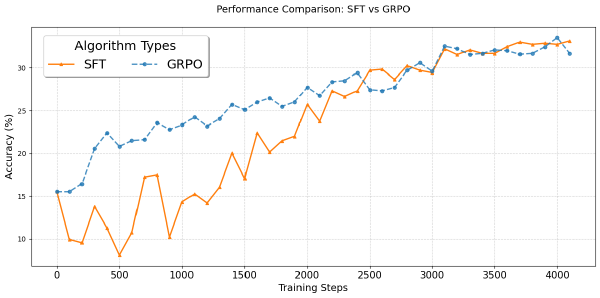 Performance Comparison: SFT vs GRPO
Algorithm Types
SFT GRPO
Accuracy (%)
30
25
20
15
10
0 500 1000 1500 2000 2500 3000 3500 4000
Training Steps